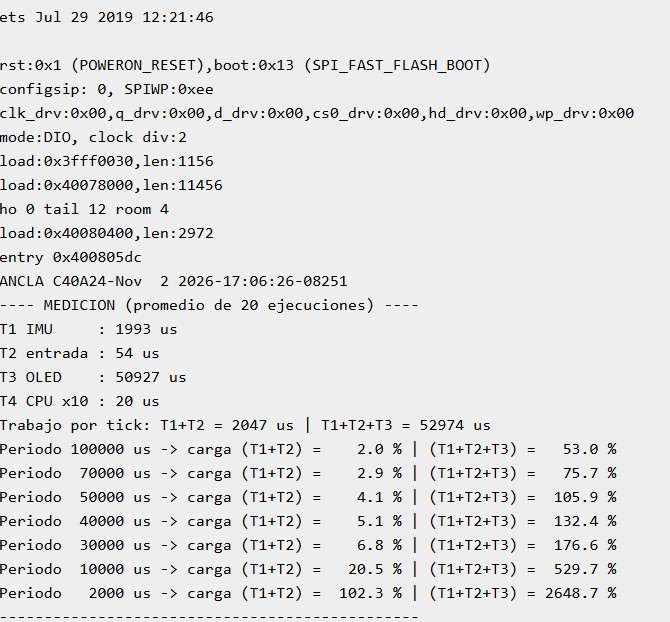 ets Jul 29 2019 12:21:46
rst:0x1 (POWERON_RESET),boot:0x13 (SPI_FAST_FLASH_BOOT)
configsip: 0, SPIWP:0xee
clk_drv:0x00,q_drv:0x00,d_drv:0x00,cs0_drv:0x00,hd_drv:0x00,wp_drv:0x00
mode:DIO, clock div:2
load:0x3fff0030,len:1156
load:0x40078000,len:11456
ho 0 tail 12 room 4
load:0x40080400,len:2972
entry 0x400805dc
ANCLA C40A24-Nov  2 2026-17:06:26-08251
---- MEDICION (promedio de 20 ejecuciones) ----
T1 IMU     : 1993 us
T2 entrada : 54 us
T3 OLED    : 50927 us
T4 CPU x10 : 20 us
Trabajo por tick: T1+T2 = 2047 us | T1+T2+T3 = 52974 us
Periodo 100000 us -> carga (T1+T2) =    2.0 % | (T1+T2+T3) =   53.0 %
Periodo  70000 us -> carga (T1+T2) =    2.9 % | (T1+T2+T3) =   75.7 %
Periodo  50000 us -> carga (T1+T2) =    4.1 % | (T1+T2+T3) =  105.9 %
Periodo  40000 us -> carga (T1+T2) =    5.1 % | (T1+T2+T3) =  132.4 %
Periodo  30000 us -> carga (T1+T2) =    6.8 % | (T1+T2+T3) =  176.6 %
Periodo  10000 us -> carga (T1+T2) =   20.5 % | (T1+T2+T3) =  529.7 %
Periodo   2000 us -> carga (T1+T2) =  102.3 % | (T1+T2+T3) = 2648.7 %
-----------------------------------------------